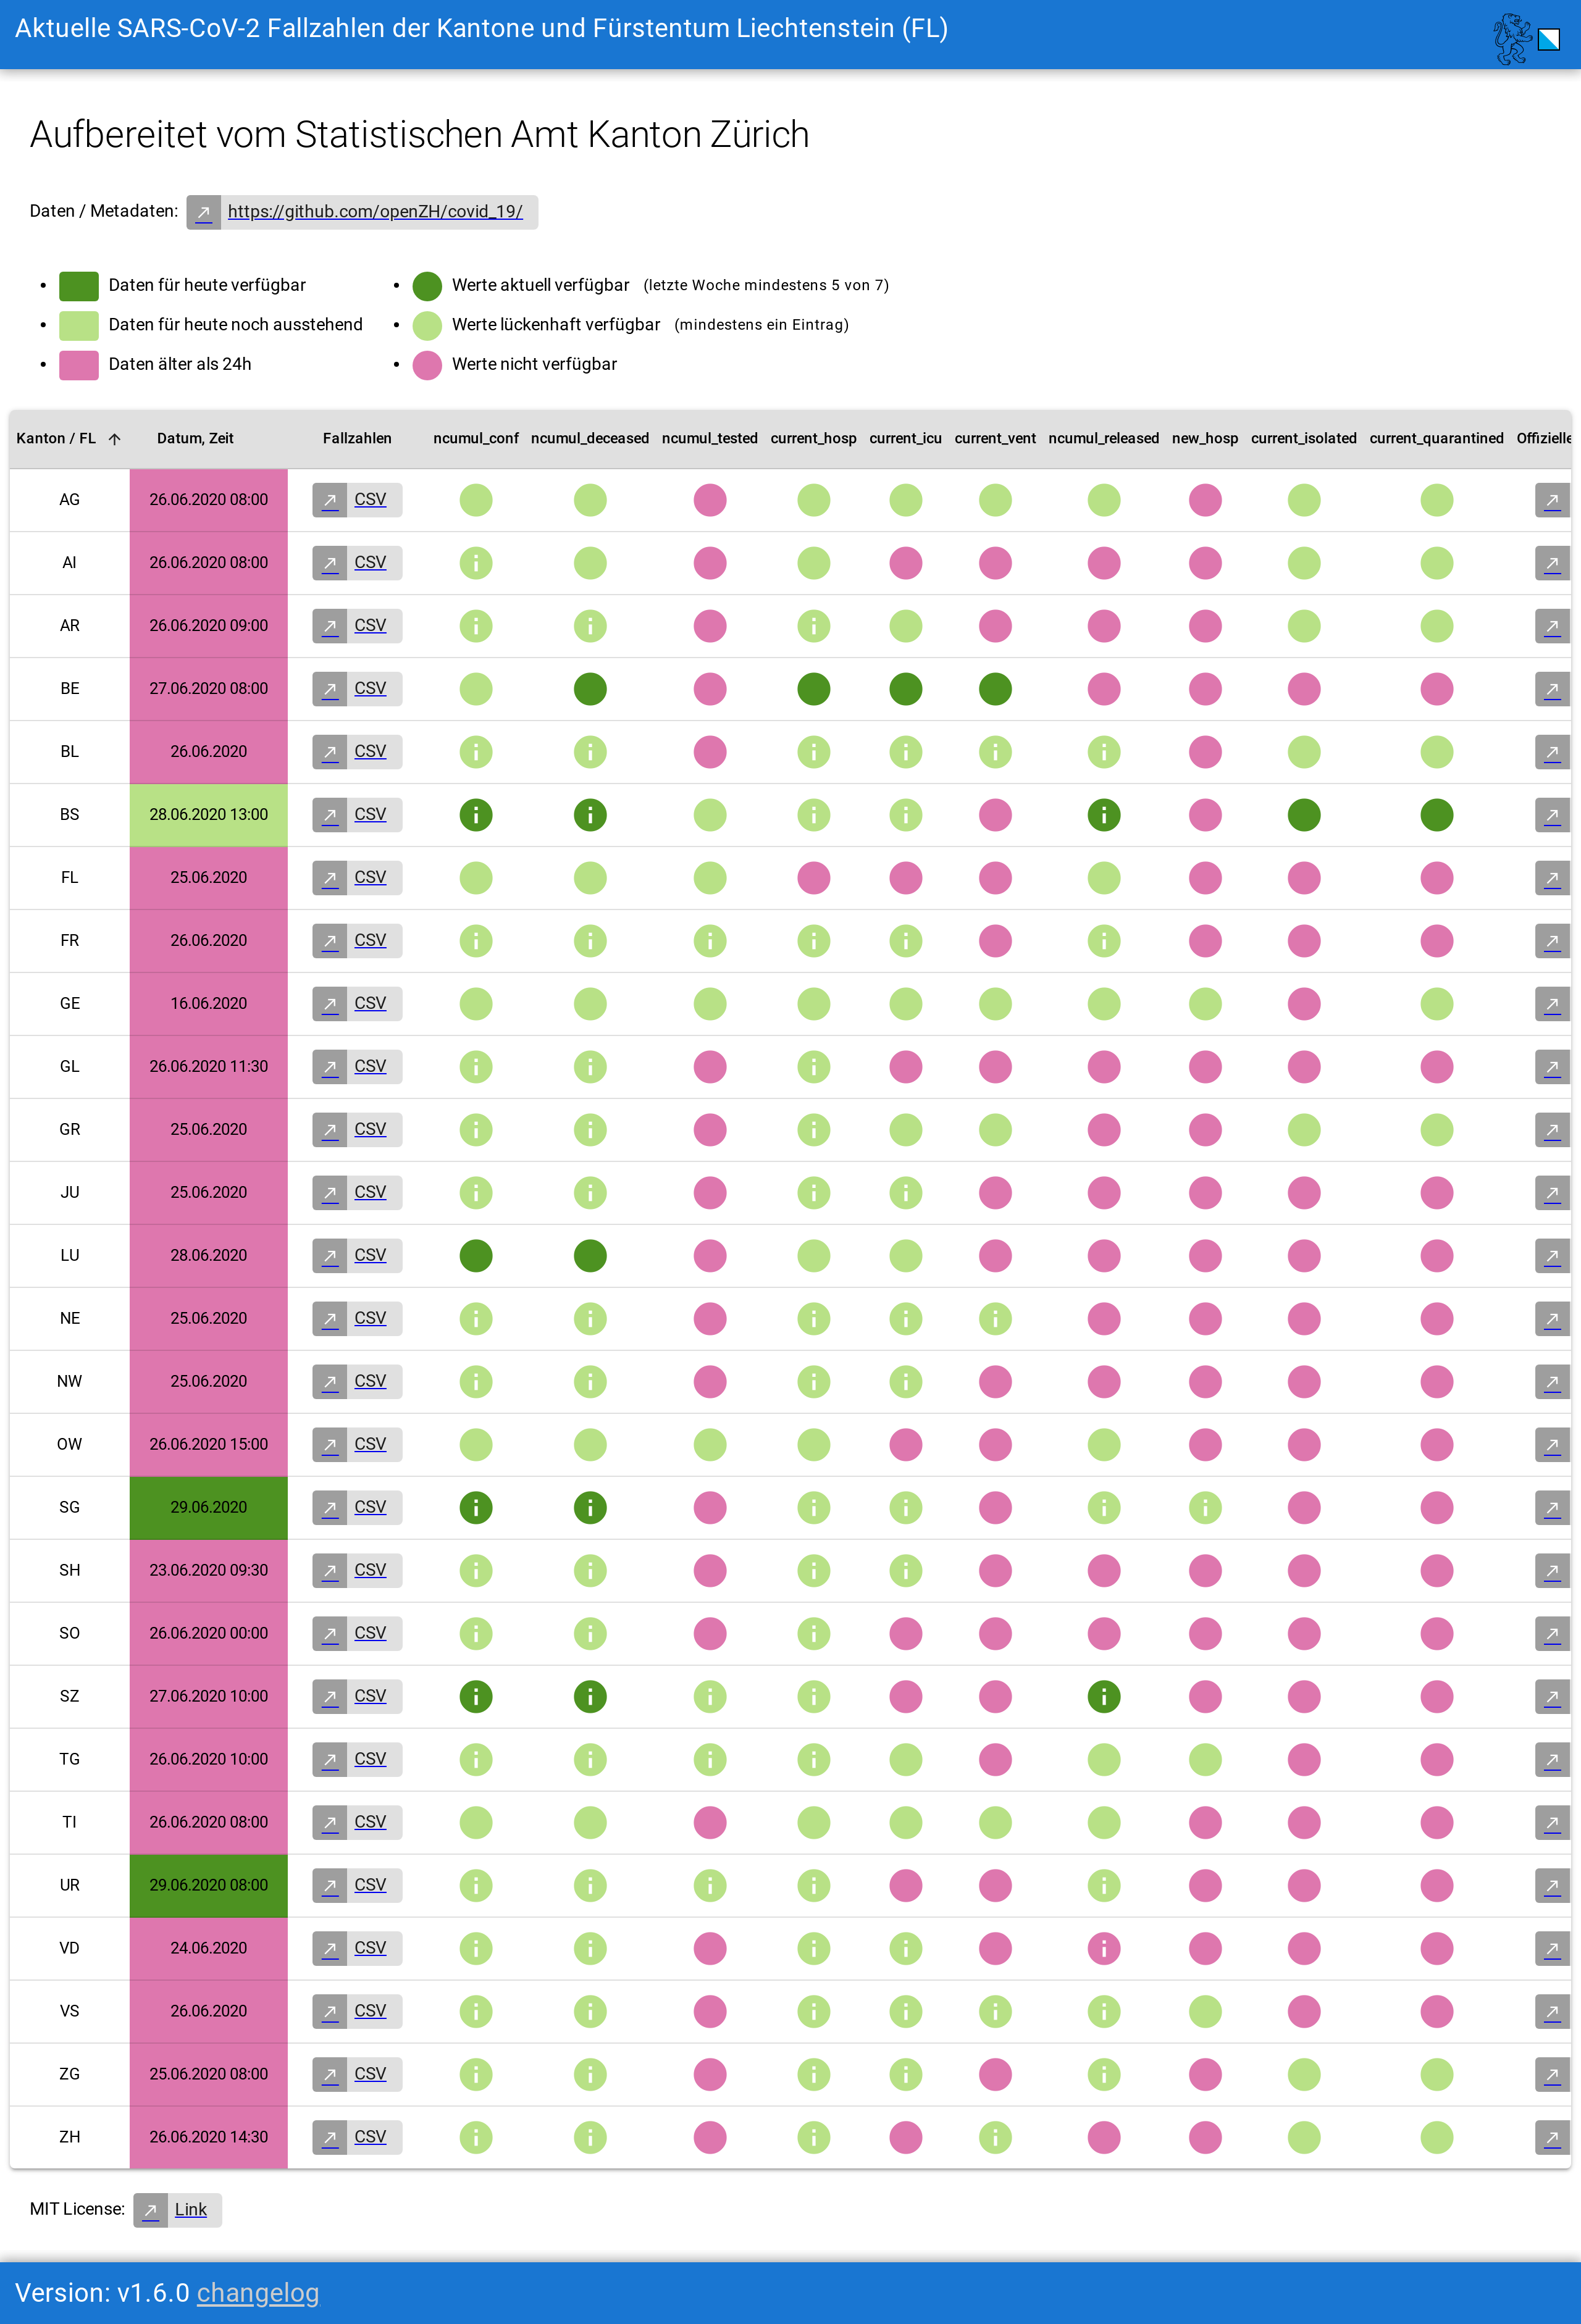 Aktuelle SARS-CoV-2 Fallzahlen der Kantone und Fürstentum Liechtenstein (FL)
Aufbereitet vom Statistischen Amt Kanton Zürich
Daten / Metadaten: https://github.com/openZH/covid_19/
Daten für heute verfügbar
Daten für heute noch ausstehend
Daten älter als 24h
Werte aktuell verfügbar (letzte Woche mindestens 5 von 7)
Werte lückenhaft verfügbar (mindestens ein Eintrag)
Werte nicht verfügbar
Kanton / FL Datum, Zeit Fallzahlen ncumul_conf ncumul_deceased ncumul_tested current_hosp current_icu current_vent ncumul_released new_hosp current_isolated current_quarantined Offizielle
AG 26.06.2020 08:00 CSV
AI 26.06.2020 08:00 CSV
AR 26.06.2020 09:00 CSV
BE 27.06.2020 08:00 CSV
BL 26.06.2020 CSV
BS 28.06.2020 13:00 CSV
FL 25.06.2020 CSV
FR 26.06.2020 CSV
GE 16.06.2020 CSV
GL 26.06.2020 11:30 CSV
GR 25.06.2020 CSV
JU 25.06.2020 CSV
LU 28.06.2020 CSV
NE 25.06.2020 CSV
NW 25.06.2020 CSV
OW 26.06.2020 15:00 CSV
SG 29.06.2020 CSV
SH 23.06.2020 09:30 CSV
SO 26.06.2020 00:00 CSV
SZ 27.06.2020 10:00 CSV
TG 26.06.2020 10:00 CSV
TI 26.06.2020 08:00 CSV
UR 29.06.2020 08:00 CSV
VD 24.06.2020 CSV
VS 26.06.2020 CSV
ZG 25.06.2020 08:00 CSV
ZH 26.06.2020 14:30 CSV
MIT License: Link
Version: v1.6.0 changelog